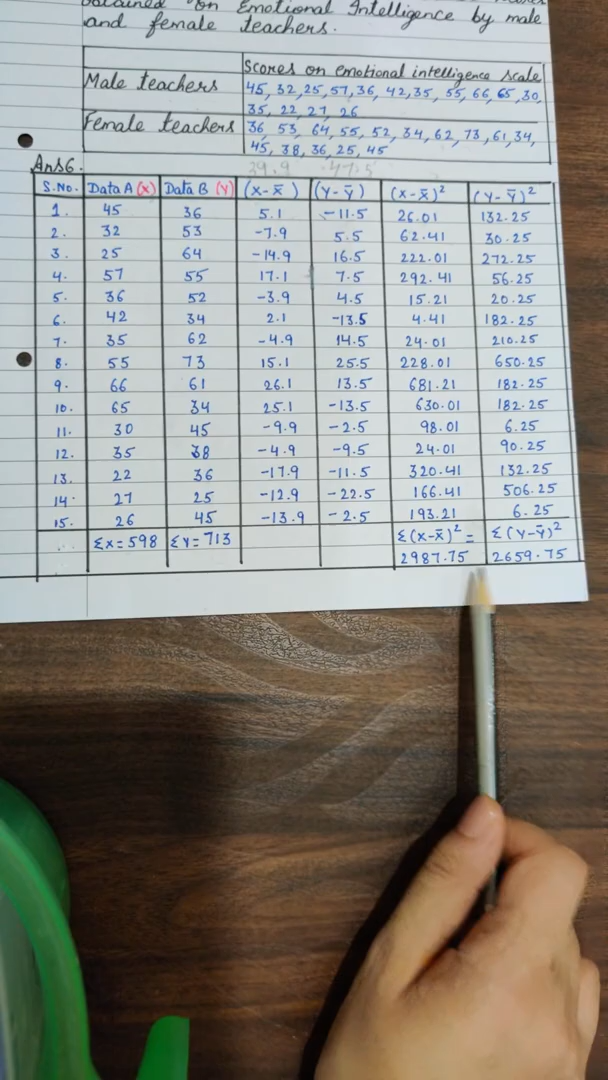 obtained on Emotional Intelligence by male
and female teachers.
Scores on emotional intelligence scale
Male teachers 45, 32, 25, 57, 36, 42, 35, 55, 66, 65, 30,
35, 22, 27, 26
Female teachers 36, 53, 64, 55, 52, 34, 62, 73, 61, 34,
45, 38, 36, 25, 45
Ans6. 39.9 47.5
S.No. Data A (X) Data B (Y) (X-x̄) (Y-ȳ) (X-x̄)² (Y-ȳ)²
1. 45 36 5.1 -11.5 26.01 132.25
2. 32 53 -7.9 5.5 62.41 30.25
3. 25 64 -14.9 16.5 222.01 272.25
4. 57 55 17.1 7.5 292.41 56.25
5. 36 52 -3.9 4.5 15.21 20.25
6. 42 34 2.1 -13.5 4.41 182.25
7. 35 62 -4.9 14.5 24.01 210.25
8. 55 73 15.1 25.5 228.01 650.25
9. 66 61 26.1 13.5 681.21 182.25
10. 65 34 25.1 -13.5 630.01 182.25
11. 30 45 -9.9 -2.5 98.01 6.25
12. 35 38 -4.9 -9.5 24.01 90.25
13. 22 36 -17.9 -11.5 320.41 132.25
14. 27 25 -12.9 -22.5 166.41 506.25
15. 26 45 -13.9 -2.5 193.21 6.25
Σx=598 Σy=713 Σ(x-x̄)²= Σ(Y-ȳ)²
2987.75 2659.75